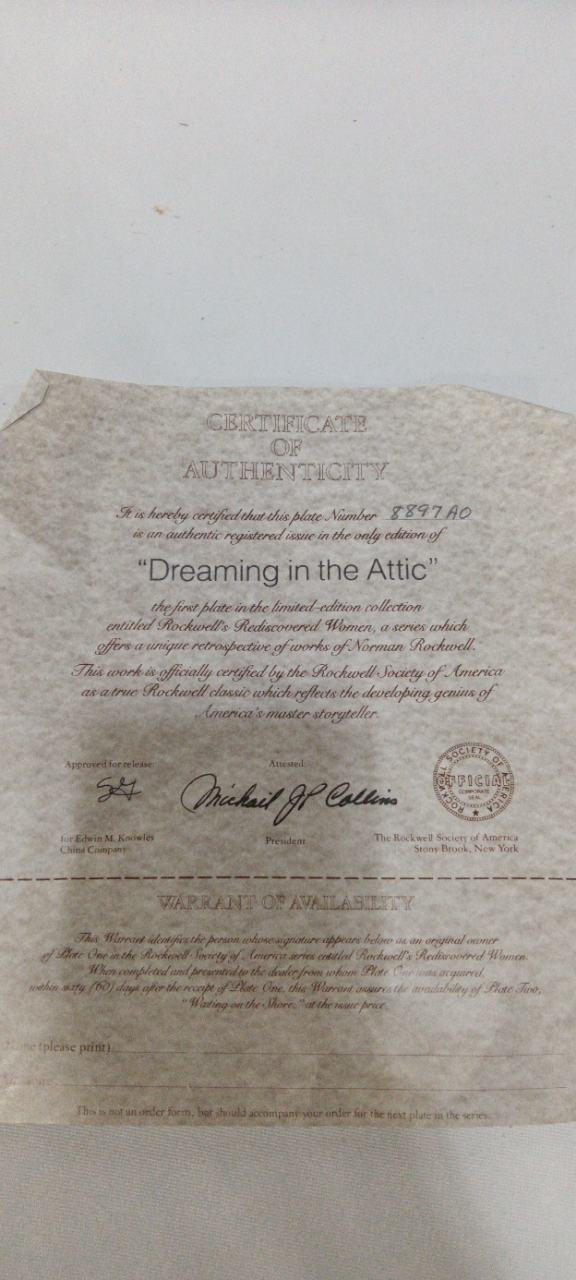 CERTIFICATE
OF
AUTHENTICITY
It is hereby certified that this plate Number 8897A0
is an authentic registered issue in the only edition of
"Dreaming in the Attic"
the first plate in the limited-edition collection
entitled Rockwell's Rediscovered Women, a series which
offers a unique retrospective of works of Norman Rockwell.
This work is officially certified by the Rockwell Society of America
as a true Rockwell classic which reflects the developing genius of
America's master storyteller.
Approved for release:
Attested:
Michail JP Collins
ROCKWELL SOCIETY OF AMERICA
OFFICIAL
CORPORATE
SEAL
for Edwin M. Knowles
China Company
President
The Rockwell Society of America
Stony Brook, New York
WARRANT OF AVAILABILITY
This Warrant identifies the person whose signature appears below as an original owner
of Plate One in the Rockwell Society of America series entitled Rockwell's Rediscovered Women.
When completed and presented to the dealer from whom Plate One was acquired,
within sixty (60) days after the receipt of Plate One, this Warrant assures the availability of Plate Two,
"Waiting on the Shore," at the issue price.
(please print)
This is not an order form, but should accompany your order for the next plate in the series.